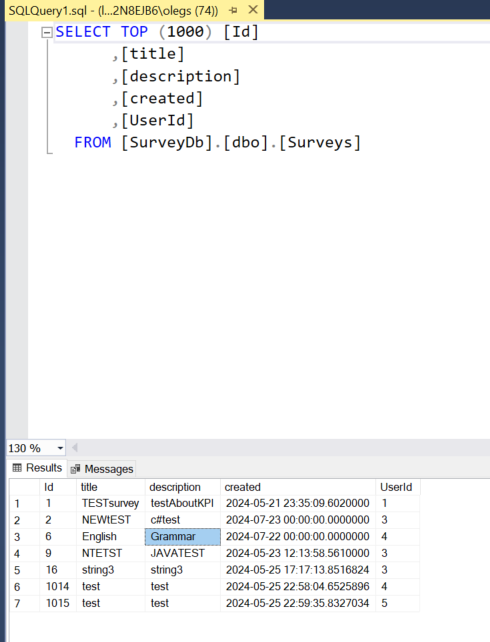 SQLQuery1.sql - (l...2N8EJB6\olegs (74))
SELECT TOP (1000) [Id]
,[title]
,[description]
,[created]
,[UserId]
FROM [SurveyDb].[dbo].[Surveys]
130 %
Results Messages
Id title description created UserId
1 1 TESTsurvey testAboutKPI 2024-05-21 23:35:09.6020000 1
2 2 NEWtEST c#test 2024-07-23 00:00:00.0000000 3
3 6 English Grammar 2024-07-22 00:00:00.0000000 4
4 9 NTETST JAVATEST 2024-05-23 12:13:58.5610000 3
5 16 string3 string3 2024-05-25 17:17:13.8516824 3
6 1014 test test 2024-05-25 22:58:04.6525896 4
7 1015 test test 2024-05-25 22:59:35.8327034 5